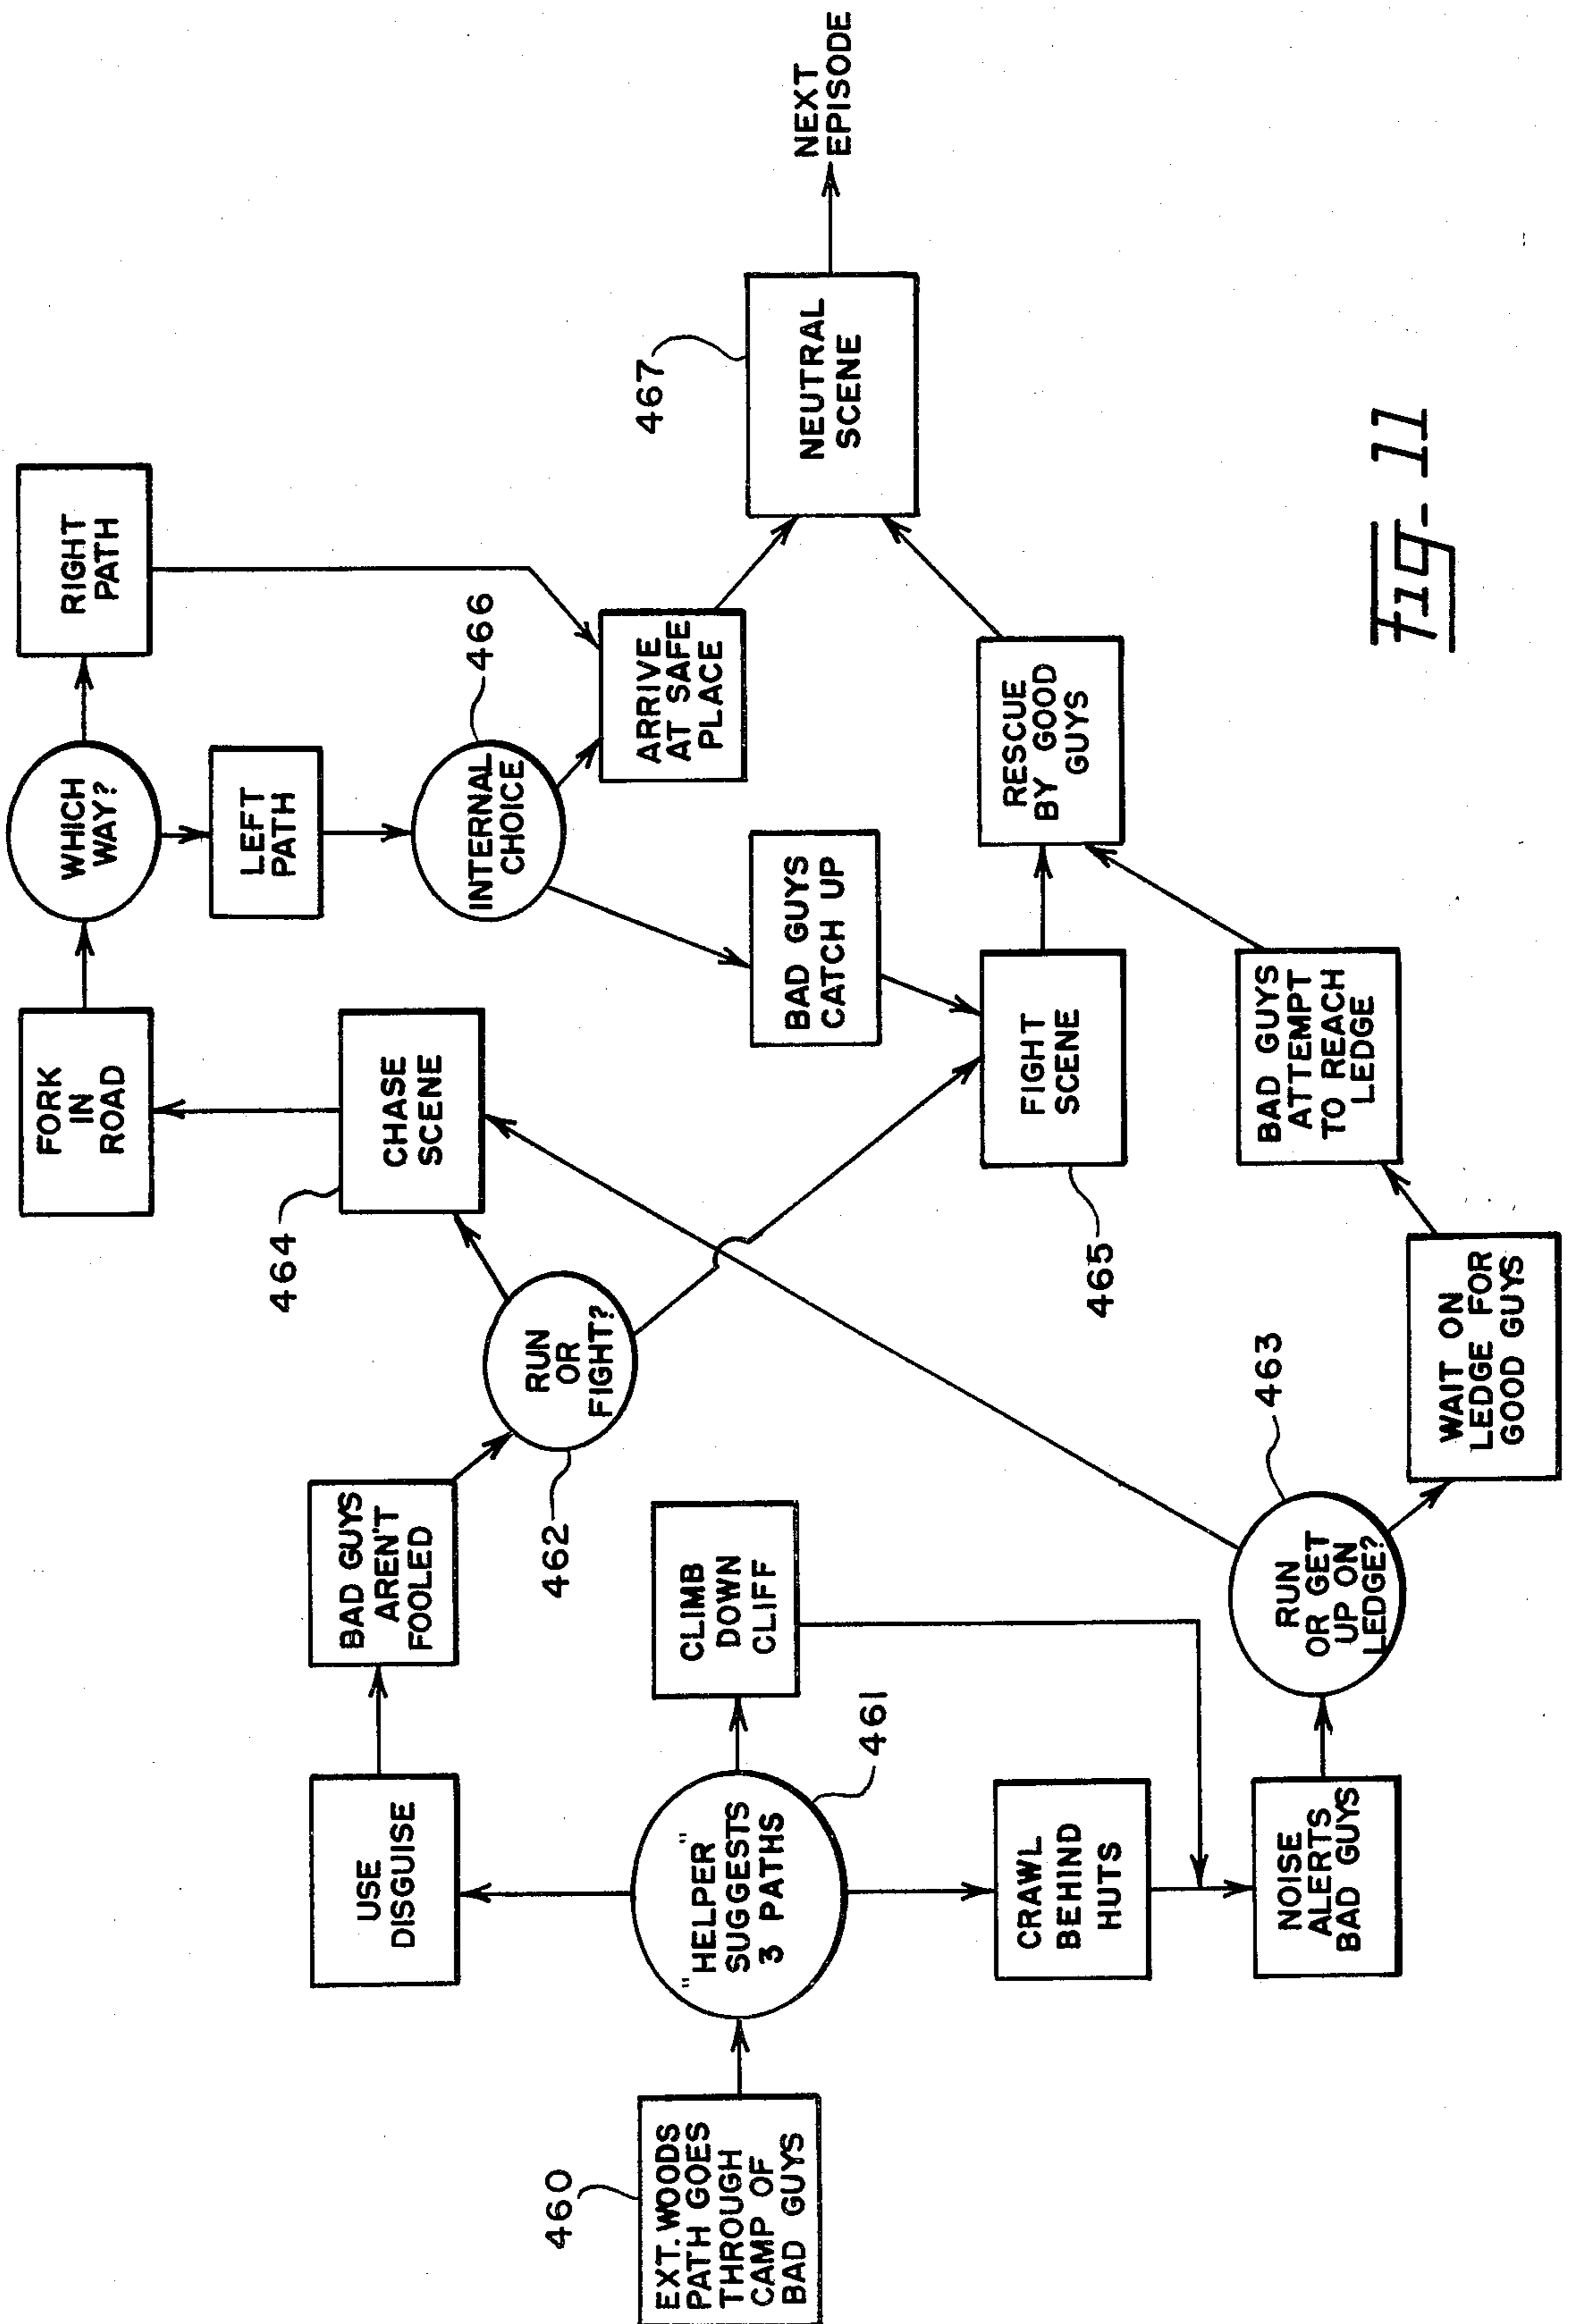 460
EXT. WOODS
PATH GOES
THROUGH
CAMP OF
BAD GUYS
"HELPER"
SUGGESTS
3 PATHS
461
USE
DISGUISE
BAD GUYS
AREN'T
FOOLED
CLIMB
DOWN
CLIFF
CRAWL
BEHIND
HUTS
NOISE
ALERTS
BAD GUYS
RUN
OR FIGHT?
462
RUN
OR GET
UP ON
LEDGE?
463
464
CHASE
SCENE
FORK
IN
ROAD
WHICH
WAY?
RIGHT
PATH
LEFT
PATH
INTERNAL
CHOICE
466
ARRIVE
AT SAFE
PLACE
BAD GUYS
CATCH UP
FIGHT
SCENE
465
WAIT ON
LEDGE FOR
GOOD GUYS
BAD GUYS
ATTEMPT
TO REACH
LEDGE
RESCUE
BY GOOD
GUYS
467
NEUTRAL
SCENE
NEXT
EPISODE
Fig-11